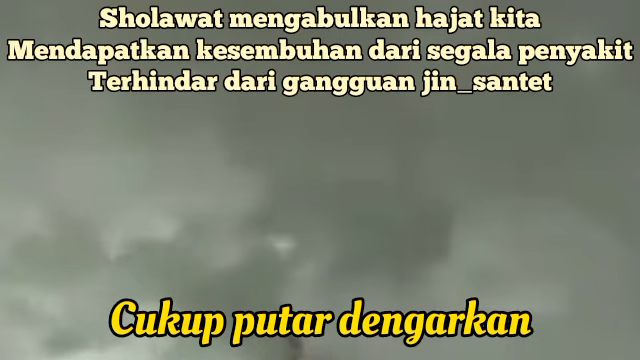 Sholawat mengabulkan hajat kita
Mendapatkan kesembuhan dari segala penyakit
Terhindar dari gangguan jin_santet
Cukup putar dengarkan